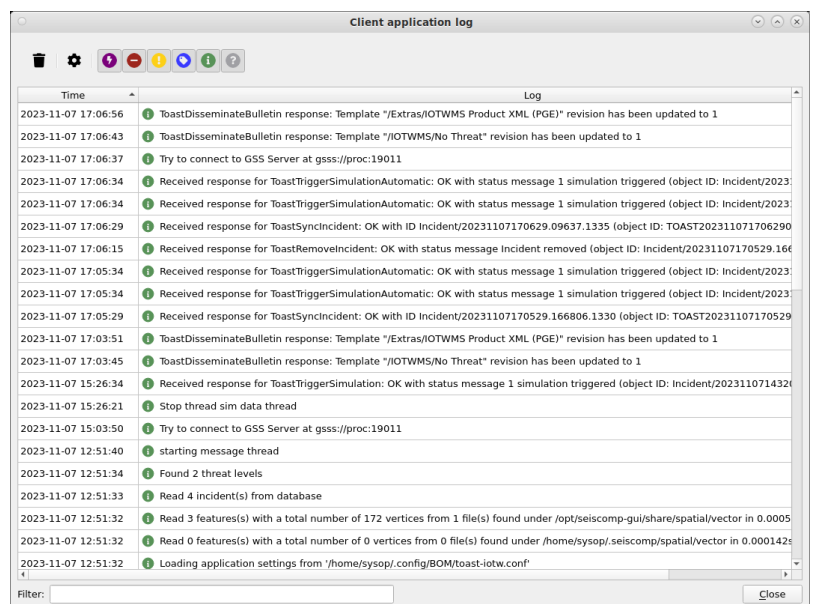 Client application log
Time Log
2023-11-07 17:06:56 ToastDisseminateBulletin response: Template "/Extras/IOTWMS Product XML (PGE)" revision has been updated to 1
2023-11-07 17:06:43 ToastDisseminateBulletin response: Template "/IOTWMS/No Threat" revision has been updated to 1
2023-11-07 17:06:37 Try to connect to GSS Server at gsss://proc:19011
2023-11-07 17:06:34 Received response for ToastTriggerSimulationAutomatic: OK with status message 1 simulation triggered (object ID: Incident/2023
2023-11-07 17:06:34 Received response for ToastTriggerSimulationAutomatic: OK with status message 1 simulation triggered (object ID: Incident/2023
2023-11-07 17:06:29 Received response for ToastSyncIncident: OK with ID Incident/20231107170629.09637.1335 (object ID: TOAST20231107170629
2023-11-07 17:06:15 Received response for ToastRemoveIncident: OK with status message Incident removed (object ID: Incident/20231107170529.166
2023-11-07 17:05:34 Received response for ToastTriggerSimulationAutomatic: OK with status message 1 simulation triggered (object ID: Incident/2023
2023-11-07 17:05:34 Received response for ToastTriggerSimulationAutomatic: OK with status message 1 simulation triggered (object ID: Incident/2023
2023-11-07 17:05:29 Received response for ToastSyncIncident: OK with ID Incident/20231107170529.166806.1330 (object ID: TOAST20231107170529
2023-11-07 17:03:51 ToastDisseminateBulletin response: Template "/Extras/IOTWMS Product XML (PGE)" revision has been updated to 1
2023-11-07 17:03:45 ToastDisseminateBulletin response: Template "/IOTWMS/No Threat" revision has been updated to 1
2023-11-07 15:26:34 Received response for ToastTriggerSimulation: OK with status message 1 simulation triggered (object ID: Incident/202311071432
2023-11-07 15:26:21 Stop thread sim data thread
2023-11-07 15:03:50 Try to connect to GSS Server at gsss://proc:19011
2023-11-07 12:51:40 starting message thread
2023-11-07 12:51:34 Found 2 threat levels
2023-11-07 12:51:33 Read 4 incident(s) from database
2023-11-07 12:51:32 Read 3 features(s) with a total number of 172 vertices from 1 file(s) found under /opt/seiscomp-gui/share/spatial/vector in 0.0005
2023-11-07 12:51:32 Read 0 features(s) with a total number of 0 vertices from 0 file(s) found under /home/sysop/.seiscomp/spatial/vector in 0.000142s
2023-11-07 12:51:32 Loading application settings from '/home/sysop/.config/BOM/toast-iotw.conf'
Filter: Close